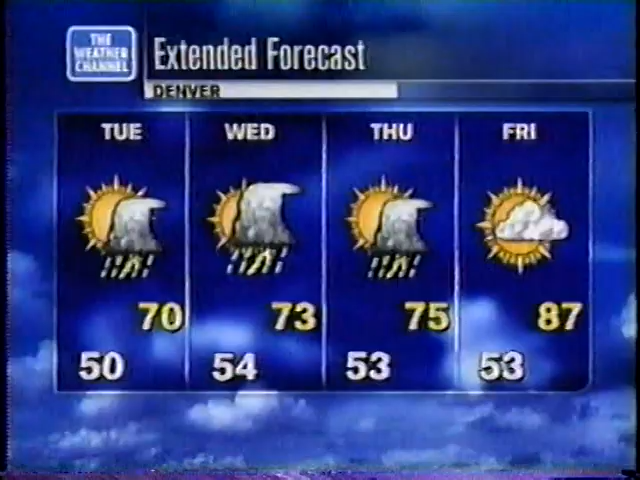 THE
WEATHER
CHANNEL
Extended Forecast
DENVER
TUE WED THU FRI
70 73 75 87
50 54 53 53